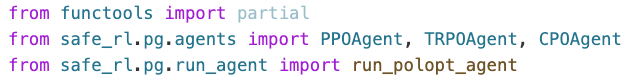 from functools import partial
from safe_rl.pg.agents import PPOAgent, TRPOAgent, CPOAgent
from safe_rl.pg.run_agent import run_polopt_agent